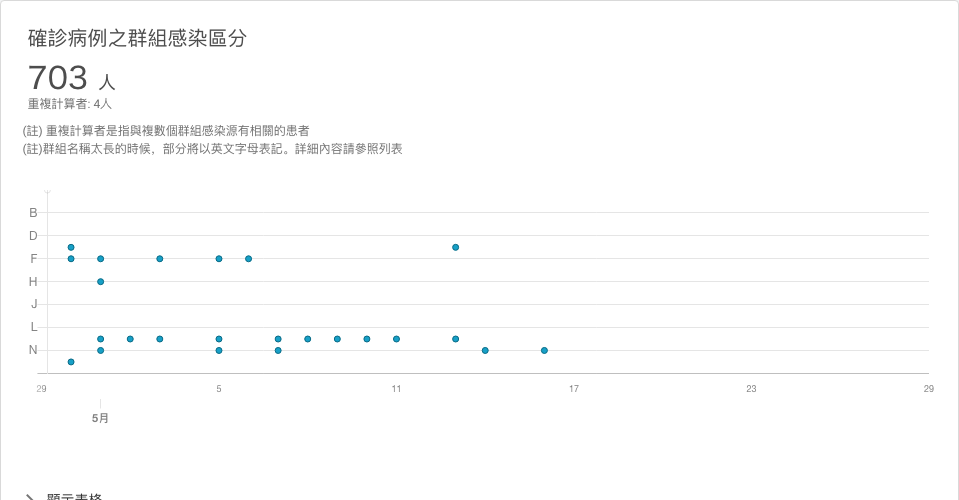 確診病例之群組感染區分
703 人
重複計算者: 4人
(註) 重複計算者是指與複數個群組感染源有相關的患者
(註)群組名稱太長的時候，部分將以英文字母表記。詳細內容請參照列表
B
D
F
H
J
L
N
29 5 11 17 23 29
5月
顯示表格